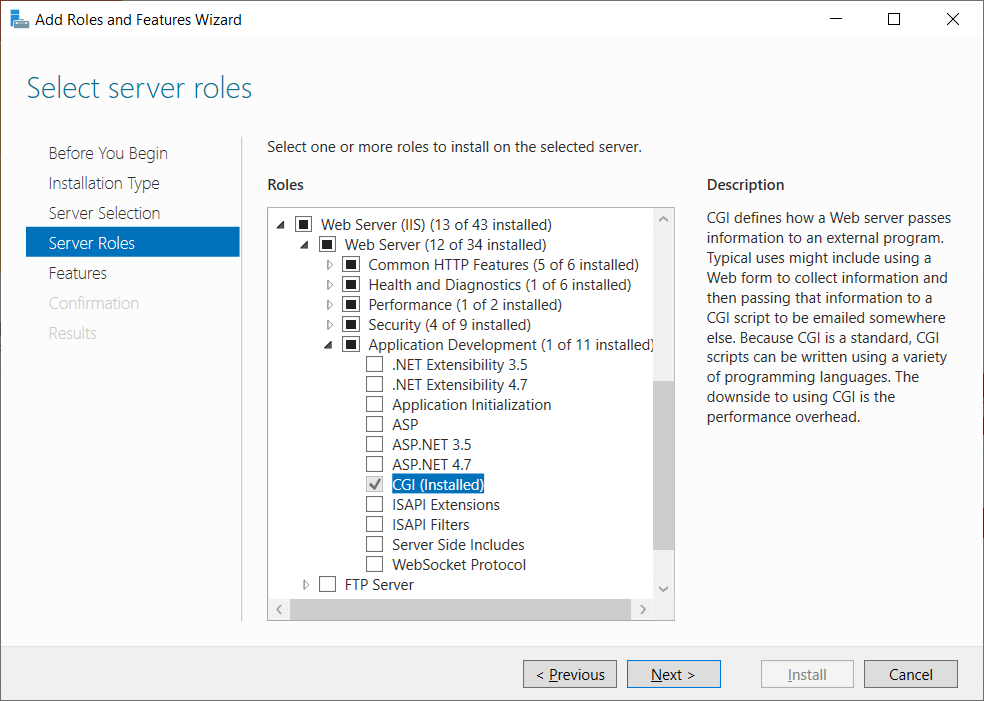 Add Roles and Features Wizard
Select server roles
Before You Begin
Installation Type
Server Selection
Server Roles
Features
Confirmation
Results
Select one or more roles to install on the selected server.
Roles
Web Server (IIS) (13 of 43 installed)
Web Server (12 of 34 installed)
Common HTTP Features (5 of 6 installed)
Health and Diagnostics (1 of 6 installed)
Performance (1 of 2 installed)
Security (4 of 9 installed)
Application Development (1 of 11 installed)
.NET Extensibility 3.5
.NET Extensibility 4.7
Application Initialization
ASP
ASP.NET 3.5
ASP.NET 4.7
CGI (Installed)
ISAPI Extensions
ISAPI Filters
Server Side Includes
WebSocket Protocol
FTP Server
Description
CGI defines how a Web server passes
information to an external program.
Typical uses might include using a
Web form to collect information and
then passing that information to a
CGI script to be emailed somewhere
else. Because CGI is a standard, CGI
scripts can be written using a variety
of programming languages. The
downside to using CGI is the
performance overhead.
< Previous
Next >
Install
Cancel